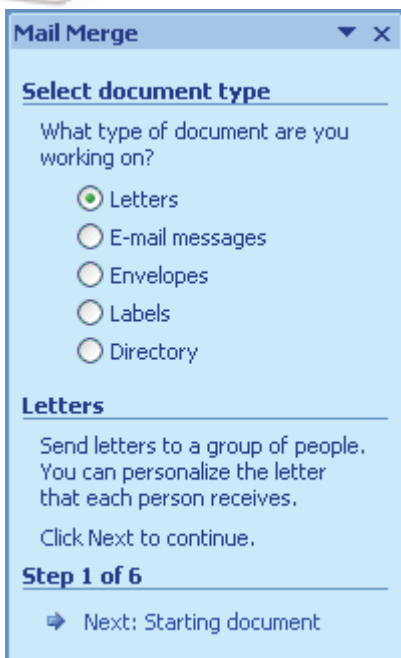 Mail Merge
Select document type
What type of document are you
working on?
Letters
E-mail messages
Envelopes
Labels
Directory
Letters
Send letters to a group of people.
You can personalize the letter
that each person receives.
Click Next to continue.
Step 1 of 6
Next: Starting document